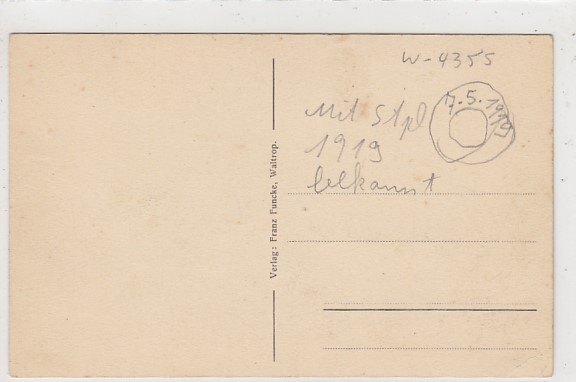 W-4355
Mit Stpl
1919
bekannt
7.5.1919
Verlag: Franz Funcke, Waltrop.